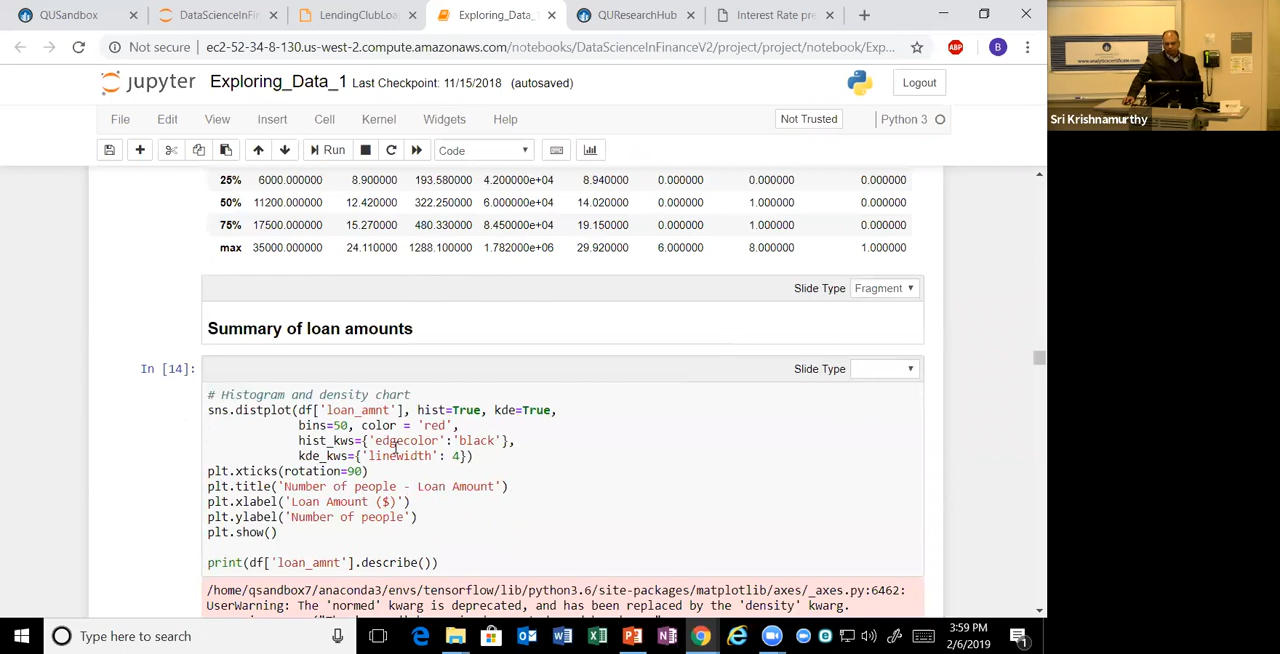 QUSandbox
DataScienceInFin
LendingClubLoa
Exploring_Data_
QUResearchHub
Interest Rate pre
Not secure
ec2-52-34-8-130.us-west-2.compute.amazonaws.com/notebooks/DataScienceInFinanceV2/project/project/notebook/Exp...
ABP
B
jupyter
Exploring_Data_1 Last Checkpoint: 11/15/2018 (autosaved)
Logout
File Edit View Insert Cell Kernel Widgets Help
Not Trusted
Python 3
Run
Code
25% 6000.000000 8.900000 193.580000 4.200000e+04 8.940000 0.000000 0.000000 0.000000
50% 11200.000000 12.420000 322.250000 6.000000e+04 14.020000 0.000000 1.000000 0.000000
75% 17500.000000 15.270000 480.330000 8.450000e+04 19.150000 0.000000 1.000000 0.000000
max 35000.000000 24.110000 1288.100000 1.782000e+06 29.920000 6.000000 8.000000 1.000000
Slide Type Fragment
Summary of loan amounts
In [14]:
Slide Type
# Histogram and density chart
sns.distplot(df['loan_amnt'], hist=True, kde=True,
bins=50, color = 'red',
hist_kws={'edgecolor':'black'},
kde_kws={'linewidth': 4})
plt.xticks(rotation=90)
plt.title('Number of people - Loan Amount')
plt.xlabel('Loan Amount ($)')
plt.ylabel('Number of people')
plt.show()
print(df['loan_amnt'].describe())
/home/qsandbox7/anaconda3/envs/tensorflow/lib/python3.6/site-packages/matplotlib/axes/_axes.py:6462:
UserWarning: The 'normed' kwarg is deprecated, and has been replaced by the 'density' kwarg.
Type here to search
3:59 PM
2/6/2019
1
www.analyticscertificate.com
Sri Krishnamurthy